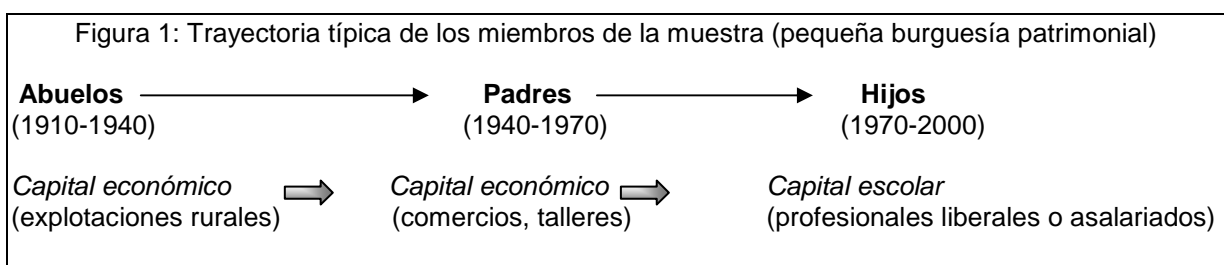 Figura 1: Trayectoria típica de los miembros de la muestra (pequeña burguesía patrimonial)
Abuelos Padres Hijos
(1910-1940) (1940-1970) (1970-2000)
Capital económico Capital económico Capital escolar
(explotaciones rurales) (comercios, talleres) (profesionales liberales o asalariados)